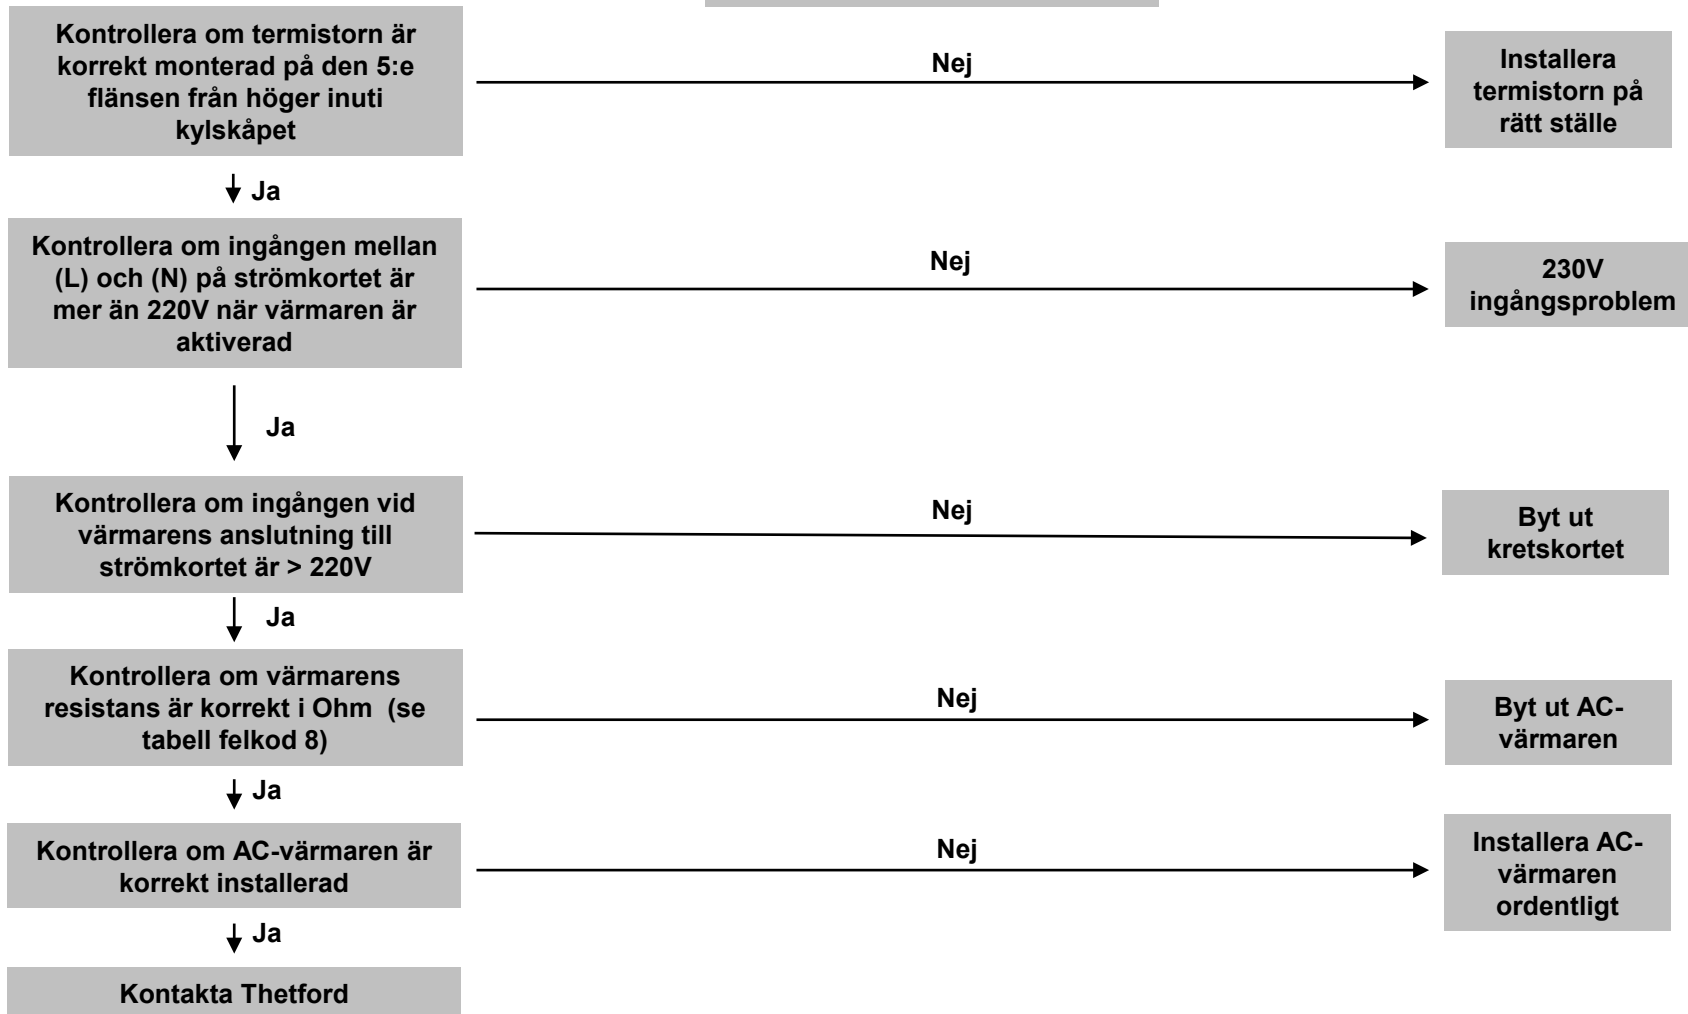 Kontrollera om termistorn är
korrekt monterad på den 5:e
flänsen från höger inuti
kylskåpet
Nej
Installera
termistorn på
rätt ställe
Ja
Kontrollera om ingången mellan
(L) och (N) på strömkortet är
mer än 220V när värmaren är
aktiverad
Nej
230V
ingångsproblem
Ja
Kontrollera om ingången vid
värmarens anslutning till
strömkortet är > 220V
Nej
Byt ut
kretskortet
Ja
Kontrollera om värmarens
resistans är korrekt i Ohm (se
tabell felkod 8)
Nej
Byt ut AC-
värmaren
Ja
Kontrollera om AC-värmaren är
korrekt installerad
Nej
Installera AC-
värmaren
ordentligt
Ja
Kontakta Thetford